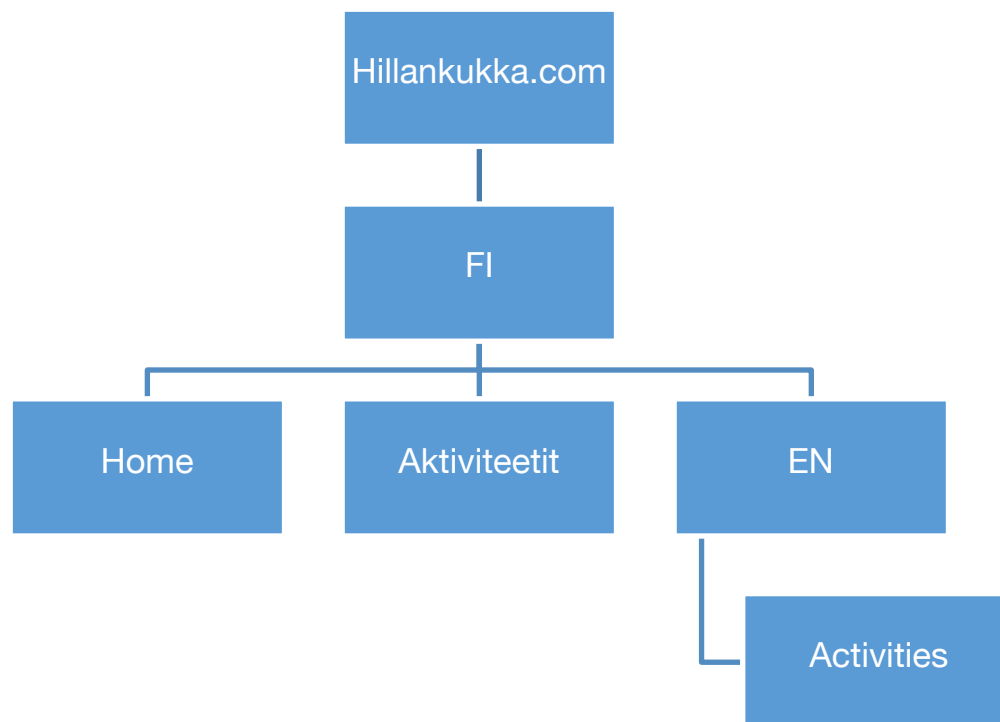 Hillankukka.com
FI
Home
Aktiviteetit
EN
Activities